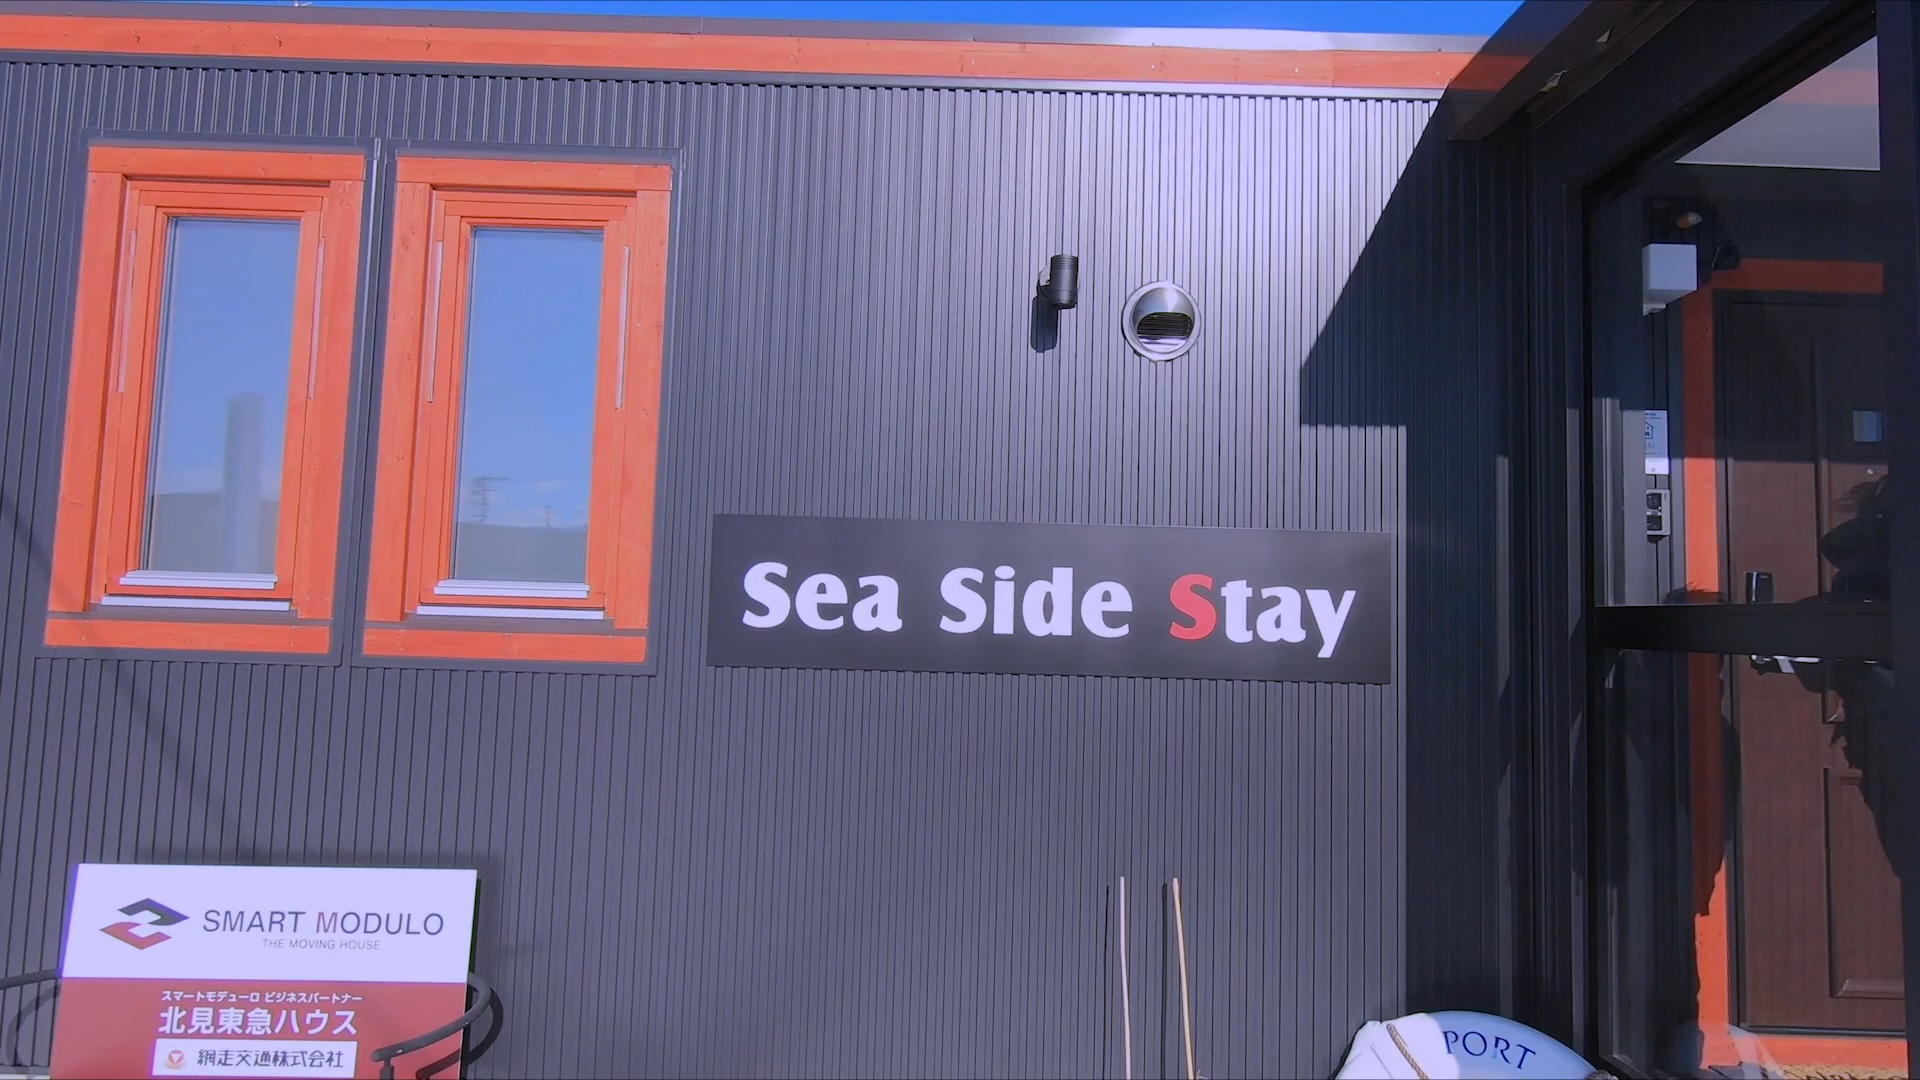 Sea Side Stay
SMART MODULO
THE MOVING HOUSE
スマートモデューロ ビジネスパートナー
北見東急ハウス
網走交通株式会社
PORT